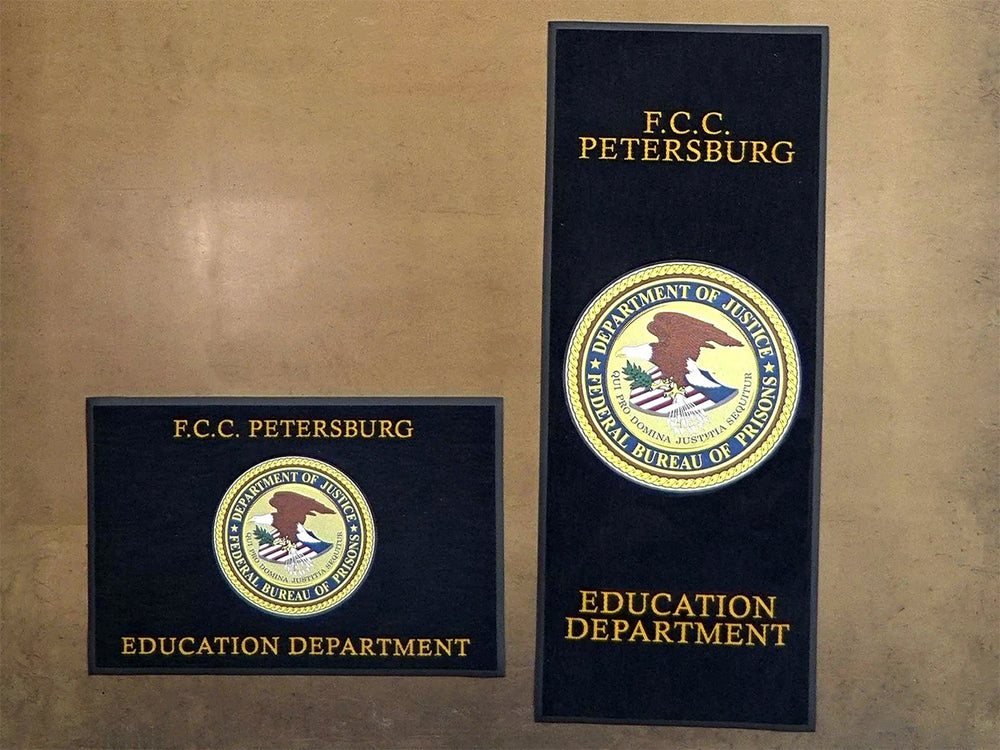 F.C.C. PETERSBURG
DEPARTMENT OF JUSTICE
QUI PRO DOMINA JUSTITIA SEQUITUR
★ FEDERAL BUREAU OF PRISONS ★
EDUCATION DEPARTMENT
F.C.C.
PETERSBURG
DEPARTMENT OF JUSTICE
QUI PRO DOMINA JUSTITIA SEQUITUR
★ FEDERAL BUREAU OF PRISONS ★
EDUCATION
DEPARTMENT